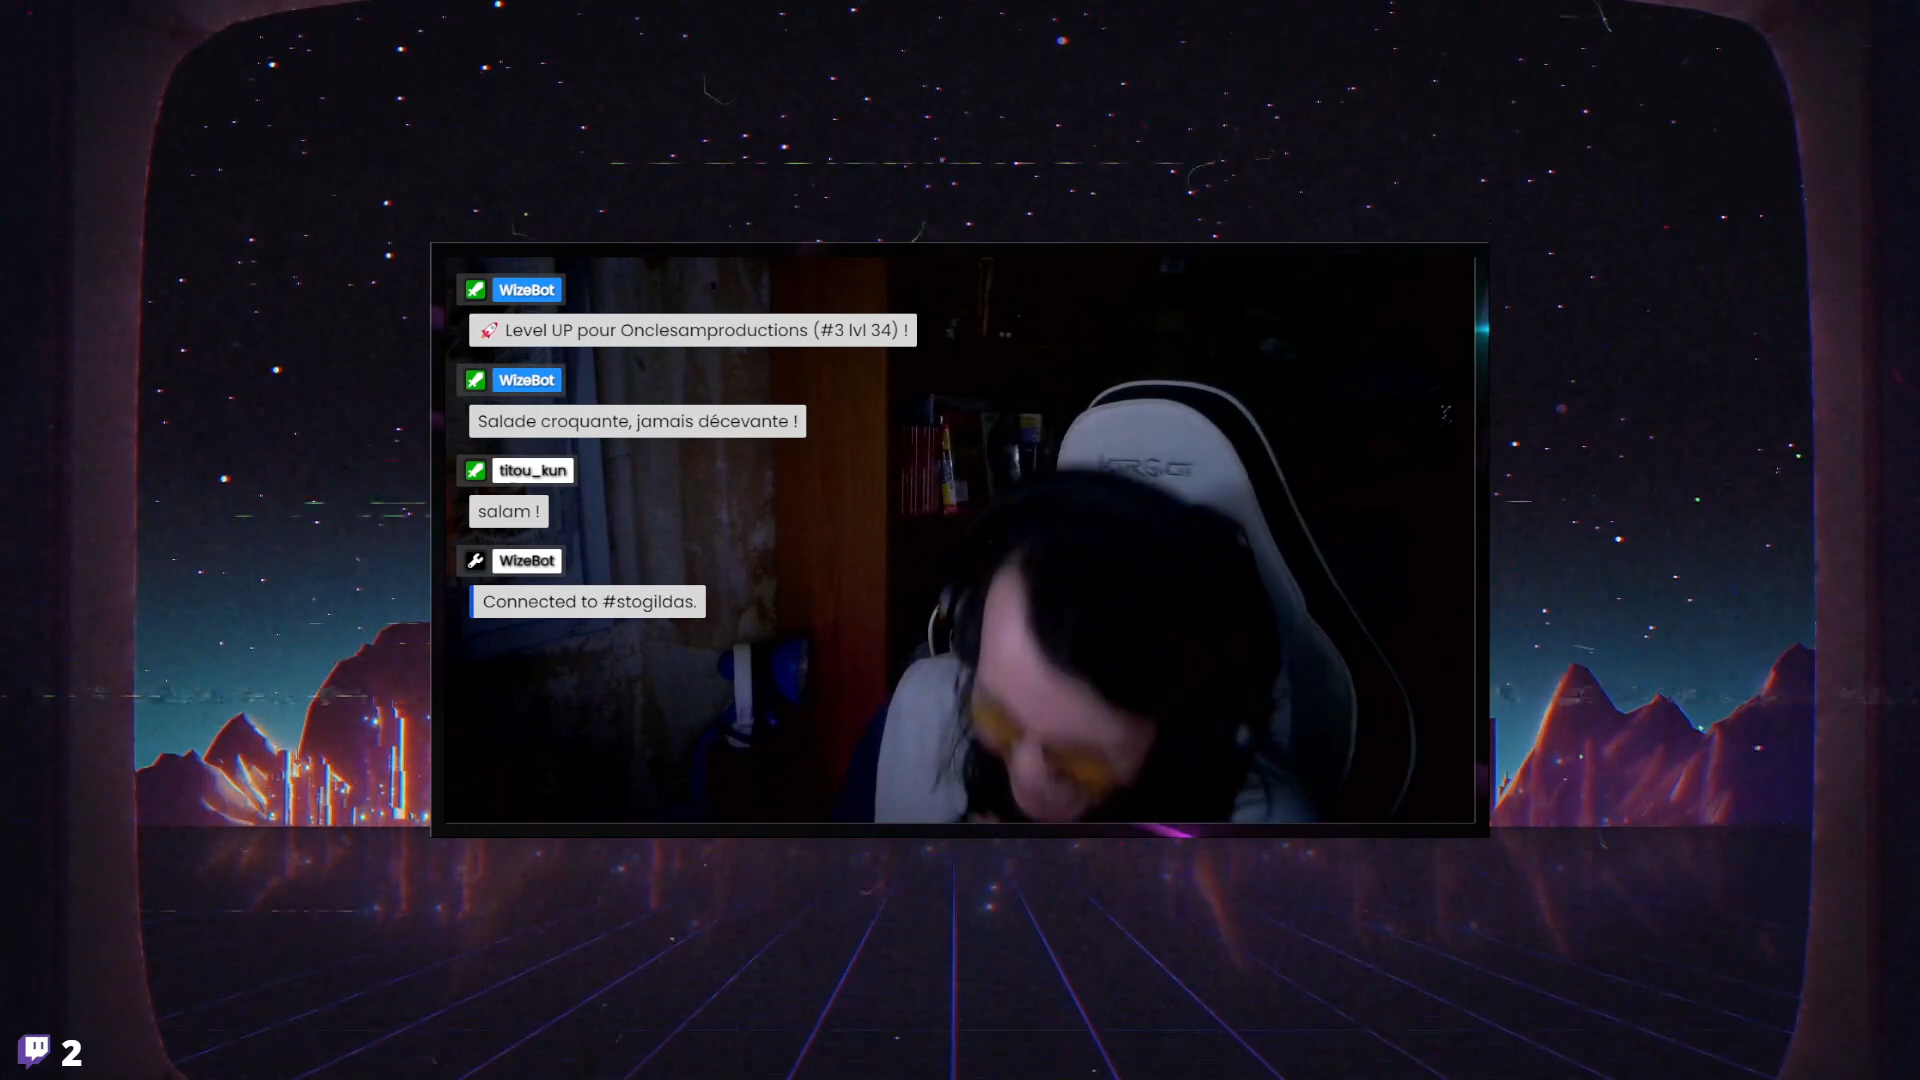 WizeBot
🚀 Level UP pour Onclesamproductions (#3 lvl 34) !
WizeBot
Salade croquante, jamais décevante !
titou_kun
salam !
WizeBot
Connected to #stogildas.
2